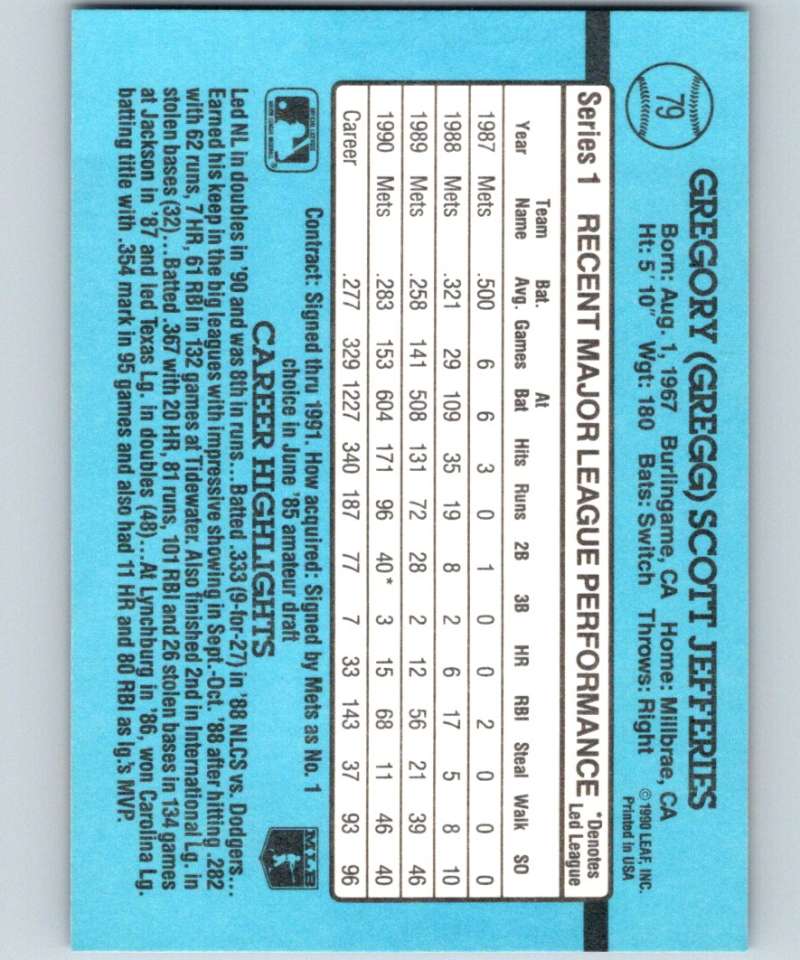 79
GREGORY (GREGG) SCOTT JEFFERIES
Born: Aug. 1, 1967 Burlingame, CA Home: Millbrae, CA
Ht: 5' 10" Wgt: 180 Bats: Switch Throws: Right
© 1990 LEAF, INC.
Printed in USA
Series 1 RECENT MAJOR LEAGUE PERFORMANCE *Denotes Led League
Year Team Name Bat. Avg. Games At Bat Hits Runs 2B 3B HR RBI Steal Walk SO
1987 Mets .500 6 6 3 0 1 0 0 2 0 0 0
1988 Mets .321 29 109 35 19 8 2 6 17 5 8 10
1989 Mets .258 141 508 131 72 28 2 12 56 21 39 46
1990 Mets .283 153 604 171 96 40* 3 15 68 11 46 40
Career .277 329 1227 340 187 77 7 33 143 37 93 96
Contract: Signed thru 1991. How acquired: Signed by Mets as No. 1
choice in June '85 amateur draft
MLB
CAREER HIGHLIGHTS
Led NL in doubles in '90 and was 8th in runs...Batted .333 (9-for-27) in '88 NLCS vs. Dodgers...
Earned his keep in the big leagues with impressive showing in Sept.-Oct. '88 after hitting .282
with 62 runs, 7 HR, 61 RBI in 132 games at Tidewater. Also finished 2nd in International Lg. in
stolen bases (32)...Batted .367 with 20 HR, 81 runs, 101 RBI and 26 stolen bases in 134 games
at Jackson in '87 and led Texas Lg. in doubles (48)...At Lynchburg in '86, won Carolina Lg.
batting title with .354 mark in 95 games and also had 11 HR and 80 RBI as lg.'s MVP.